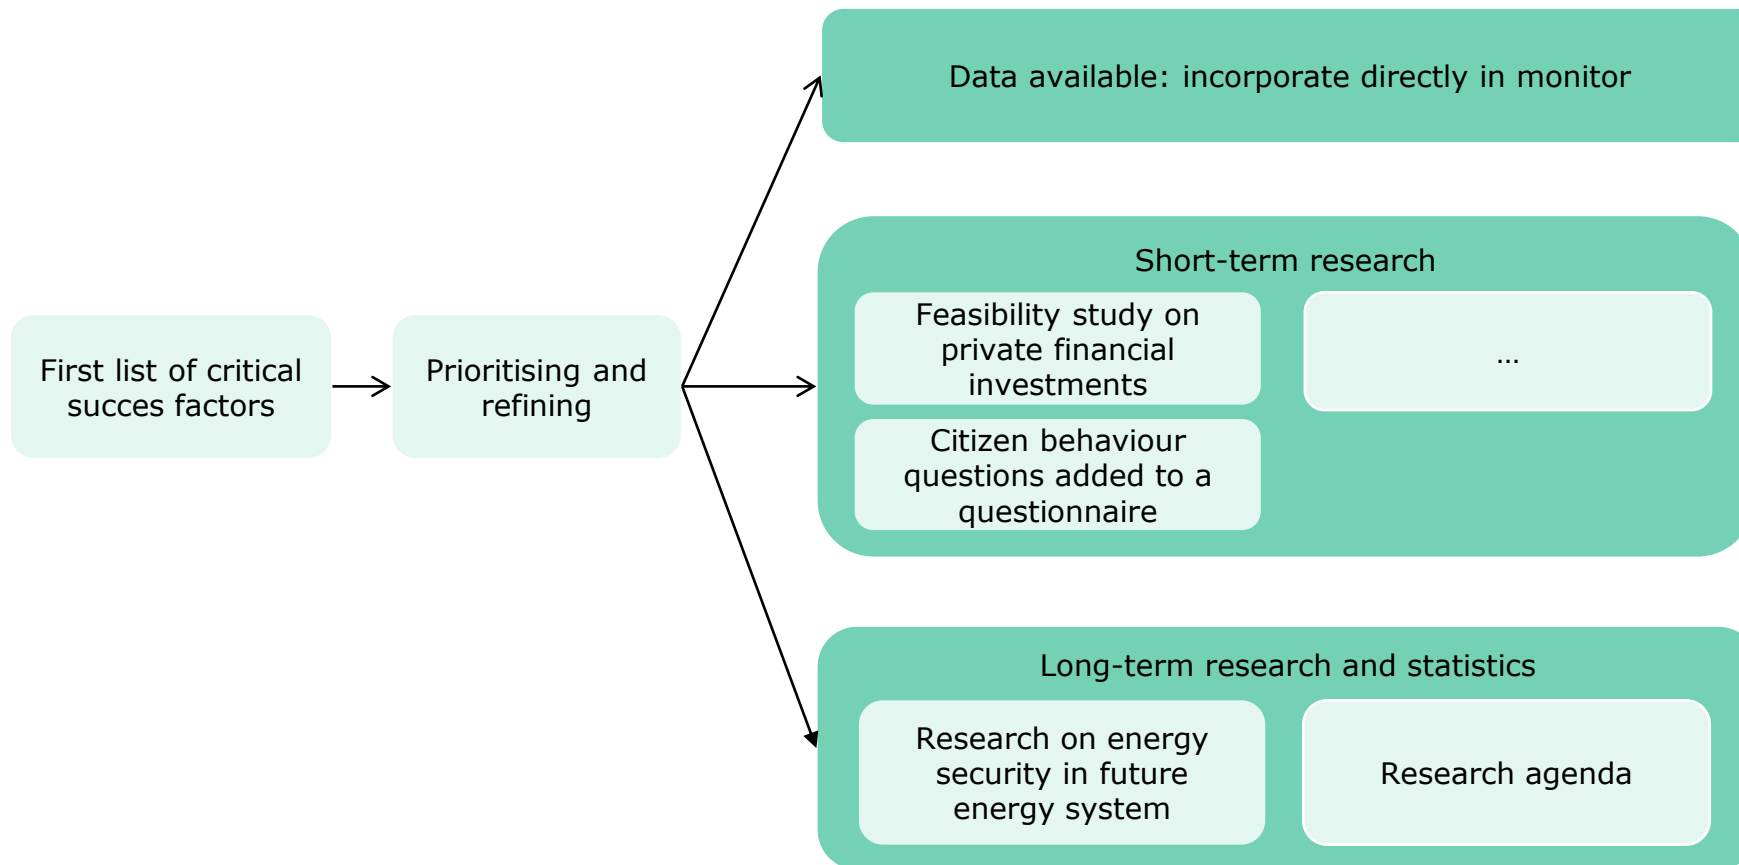 First list of critical
succes factors
Prioritising and
refining
Data available: incorporate directly in monitor
Short-term research
Feasibility study on
private financial
investments
…
Citizen behaviour
questions added to a
questionnaire
Long-term research and statistics
Research on energy
security in future
energy system
Research agenda